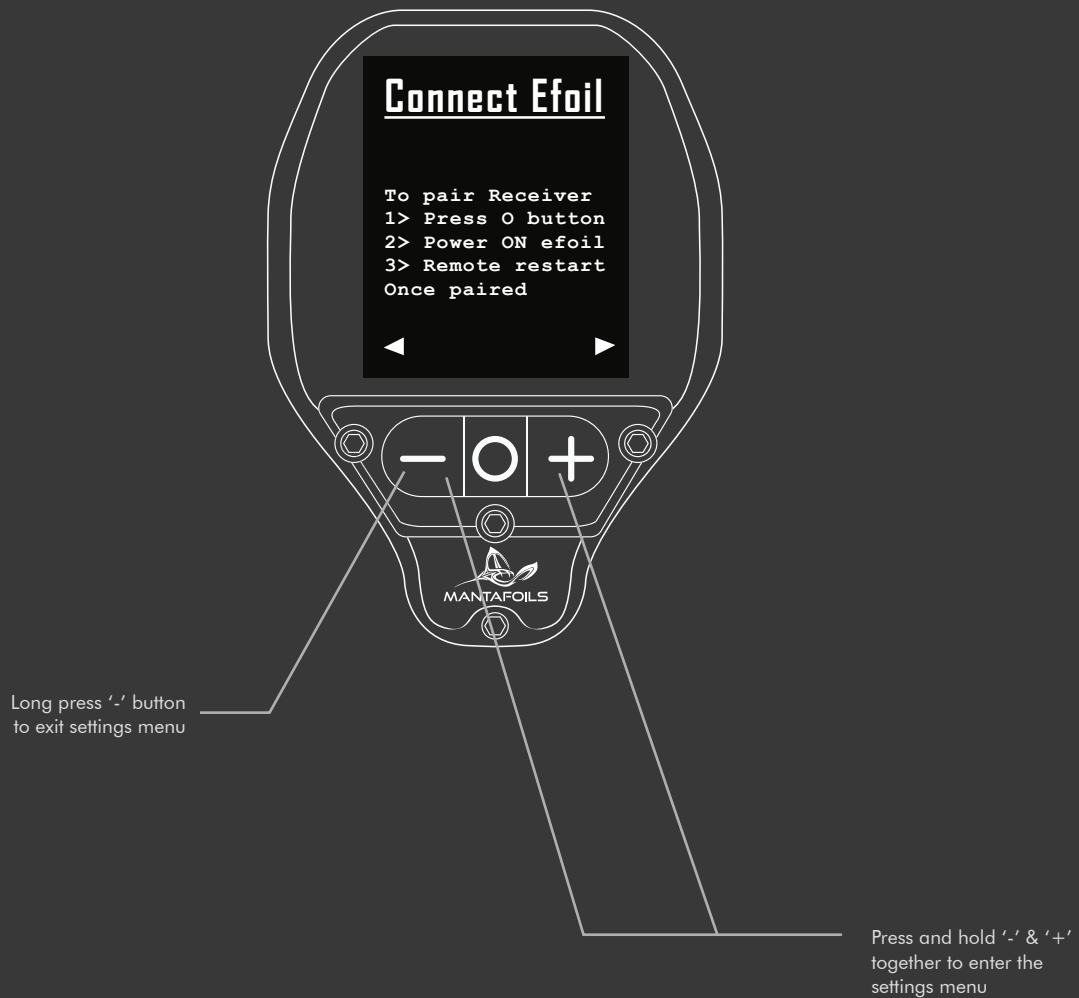 Connect Efoil
To pair Receiver
1> Press O button
2> Power ON efoil
3> Remote restart
Once paired
MANTAFOILS
Long press ‘-’ button
to exit settings menu
Press and hold ‘-’ & ‘+’
together to enter the
settings menu